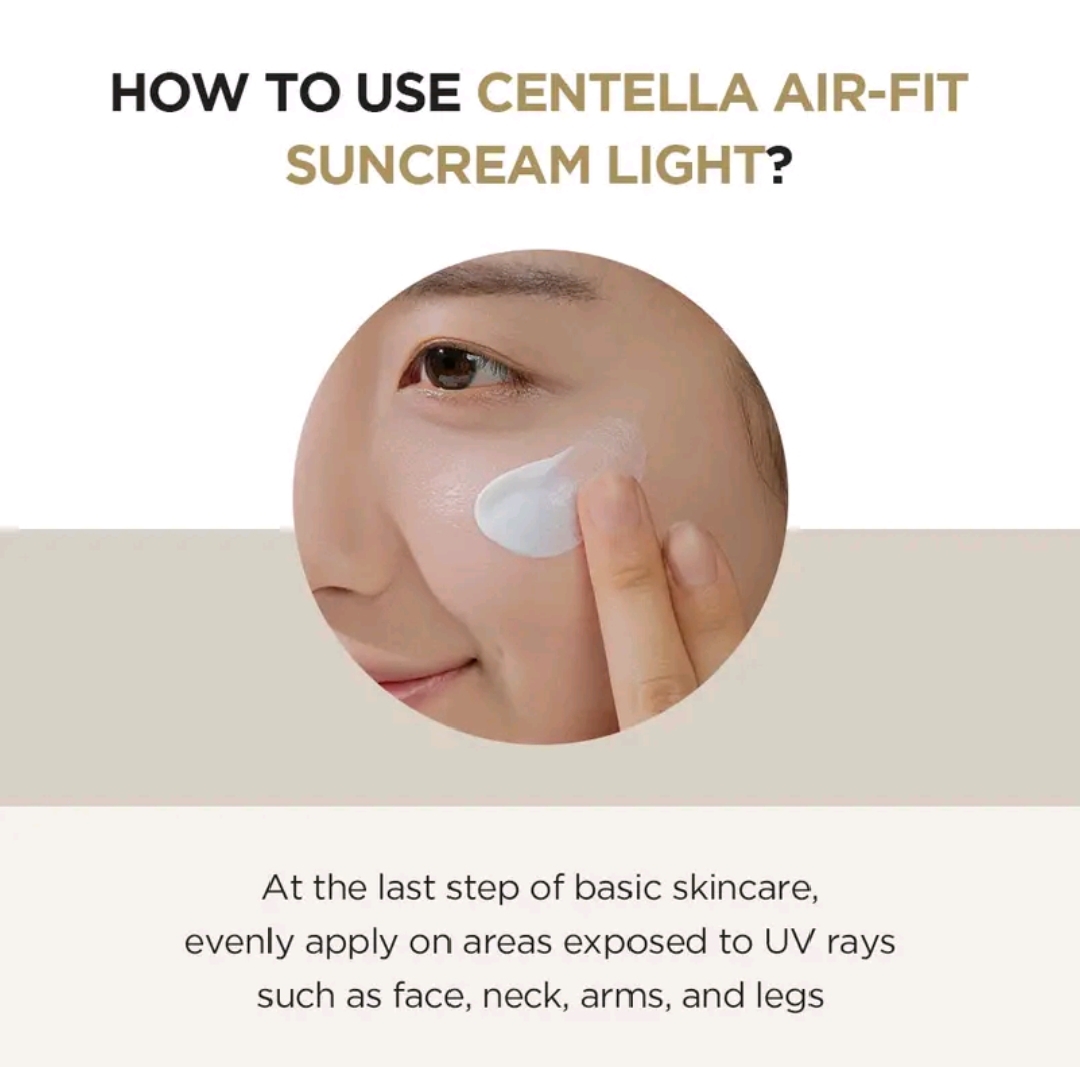 HOW TO USE CENTELLA AIR-FIT
SUNCREAM LIGHT?
At the last step of basic skincare,
evenly apply on areas exposed to UV rays
such as face, neck, arms, and legs